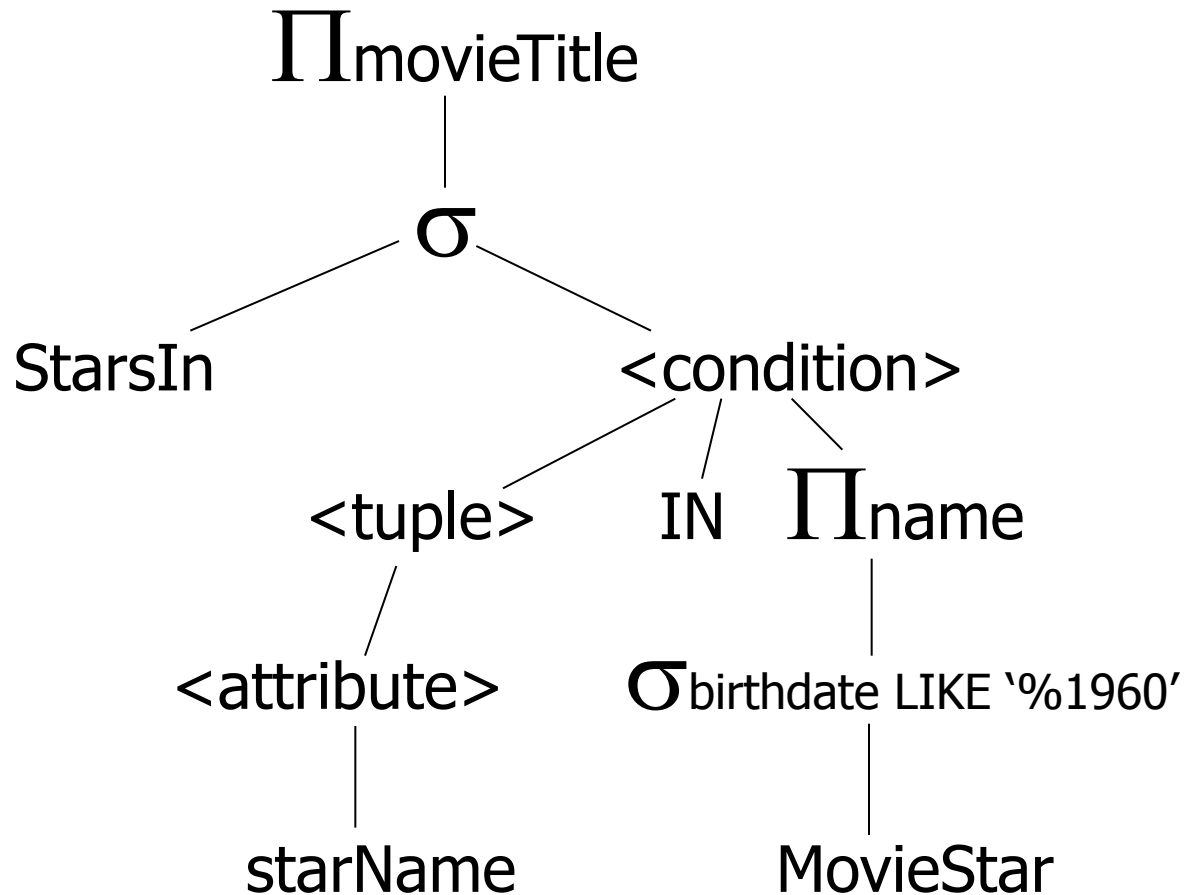 ΠmovieTitle
σ
StarsIn <condition>
<tuple> IN Πname
<attribute> σbirthdate LIKE ‘%1960’
starName MovieStar